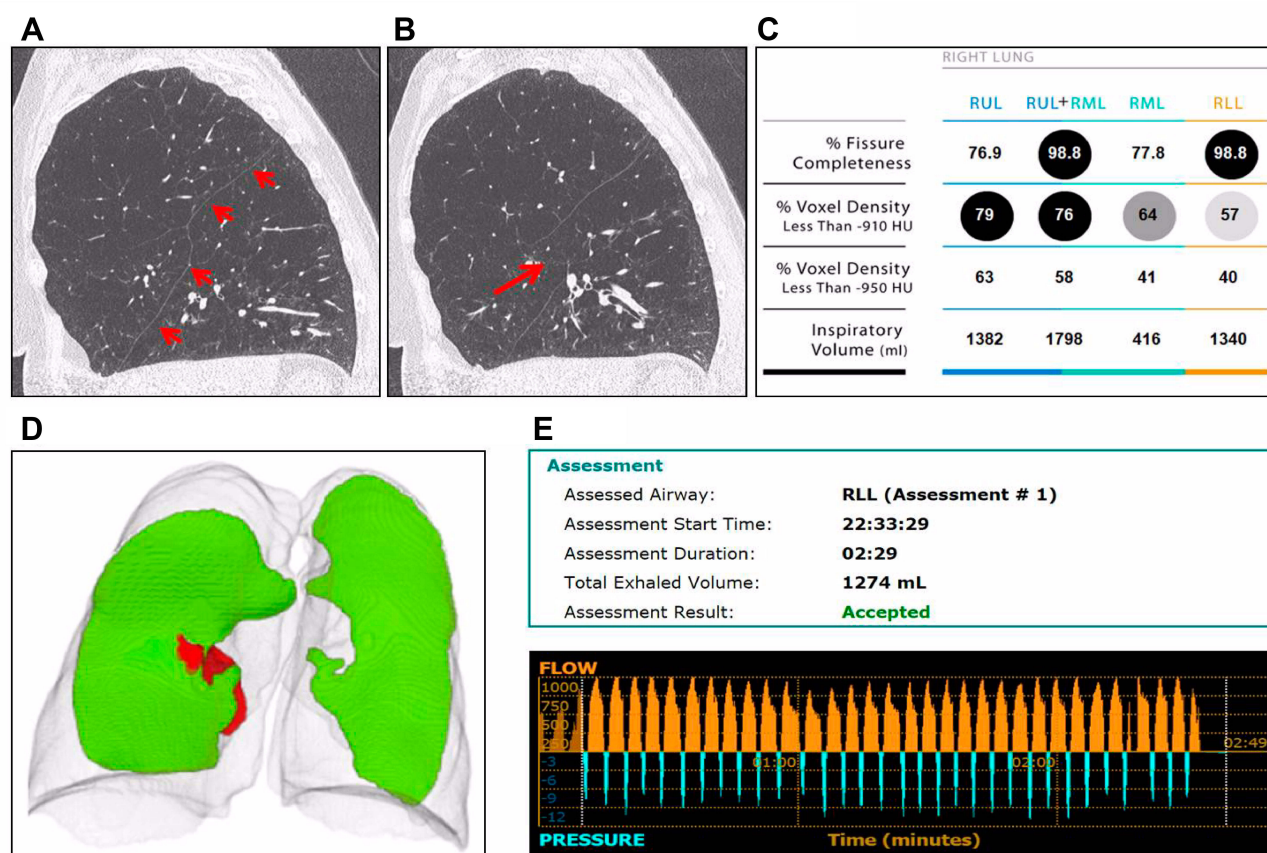 A
B
C
RIGHT LUNG
RUL RUL+RML RML RLL
% Fissure
Completeness
76.9 98.8 77.8 98.8
% Voxel Density
Less Than -910 HU
79 76 64 57
% Voxel Density
Less Than -950 HU
63 58 41 40
Inspiratory
Volume (ml)
1382 1798 416 1340
D
E
Assessment
Assessed Airway: RLL (Assessment # 1)
Assessment Start Time: 22:33:29
Assessment Duration: 02:29
Total Exhaled Volume: 1274 mL
Assessment Result: Accepted
FLOW
1000
750
500
250
01:00 02:00 02:49
-3
-6
-9
-12
PRESSURE Time (minutes)